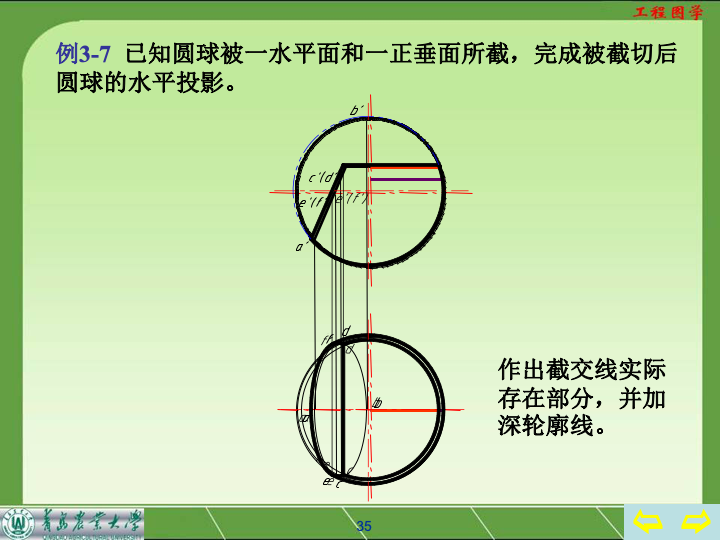 工程图学
例3-7 已知圆球被一水平面和一正垂面所截，完成被截切后
圆球的水平投影。
b′
c′(d′
e′(f′
e′(f′)
a′
d
d
b
c
作出截交线实际
存在部分，并加
深轮廓线。
青岛农业大学
35